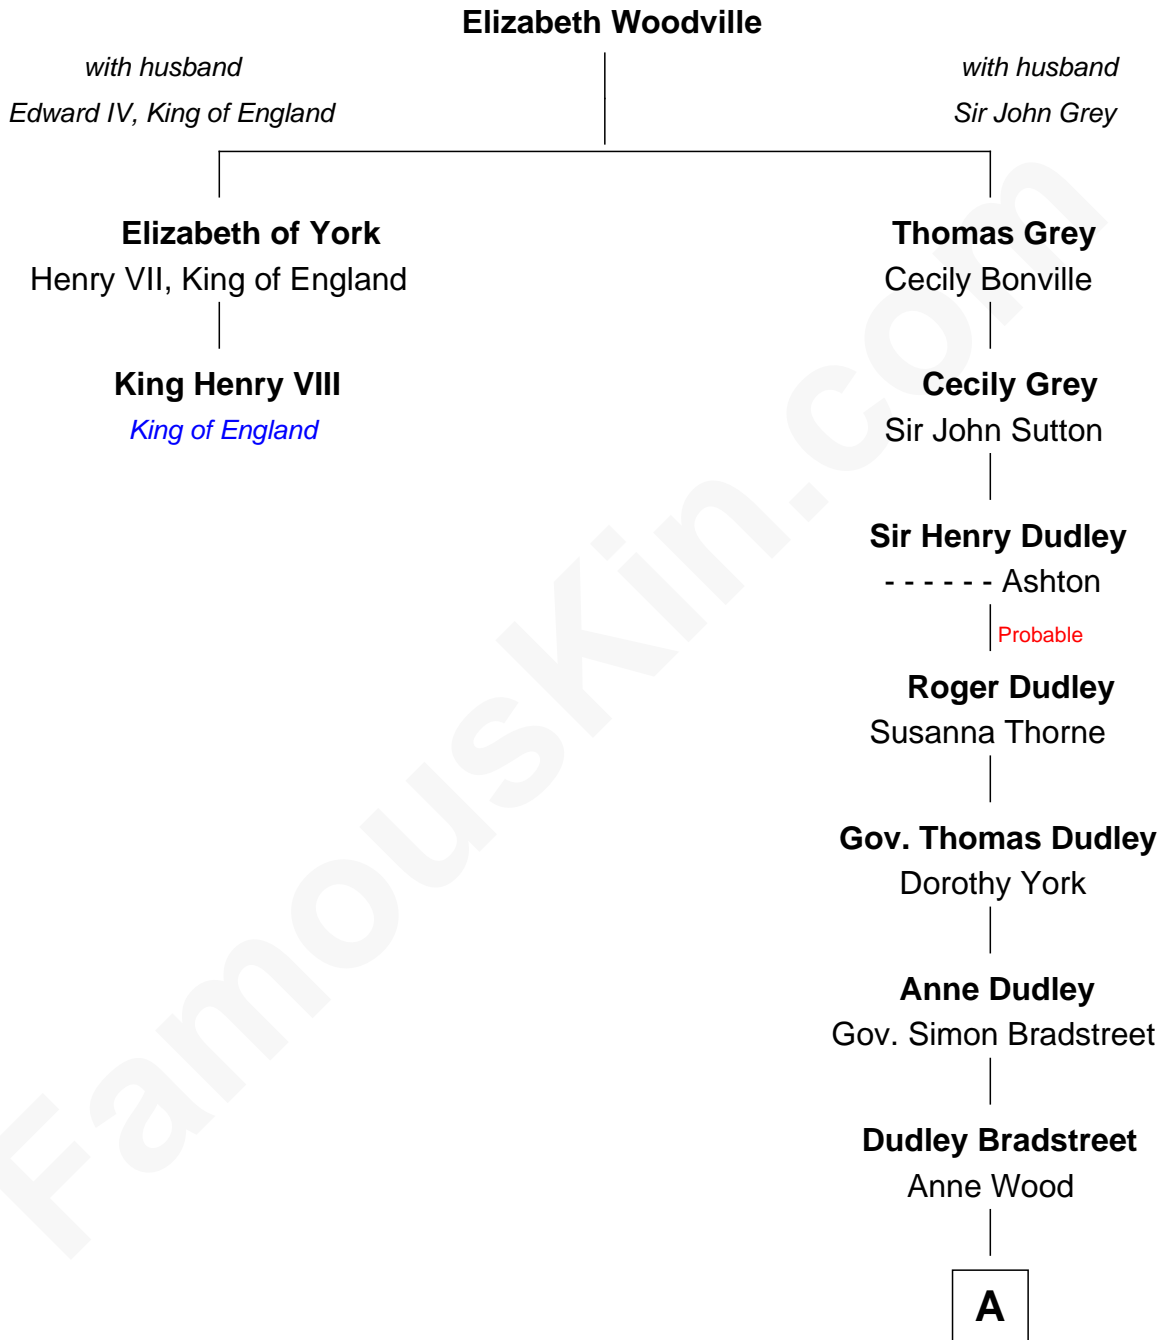 Elizabeth Woodville
with husband
Edward IV, King of England
with husband
Sir John Grey
Elizabeth of York
Henry VII, King of England
Thomas Grey
Cecily Bonville
King Henry VIII
King of England
Cecily Grey
Sir John Sutton
Sir Henry Dudley
- - - - - - Ashton
Probable
Roger Dudley
Susanna Thorne
Gov. Thomas Dudley
Dorothy York
Anne Dudley
Gov. Simon Bradstreet
Dudley Bradstreet
Anne Wood
A
FamousKin.com